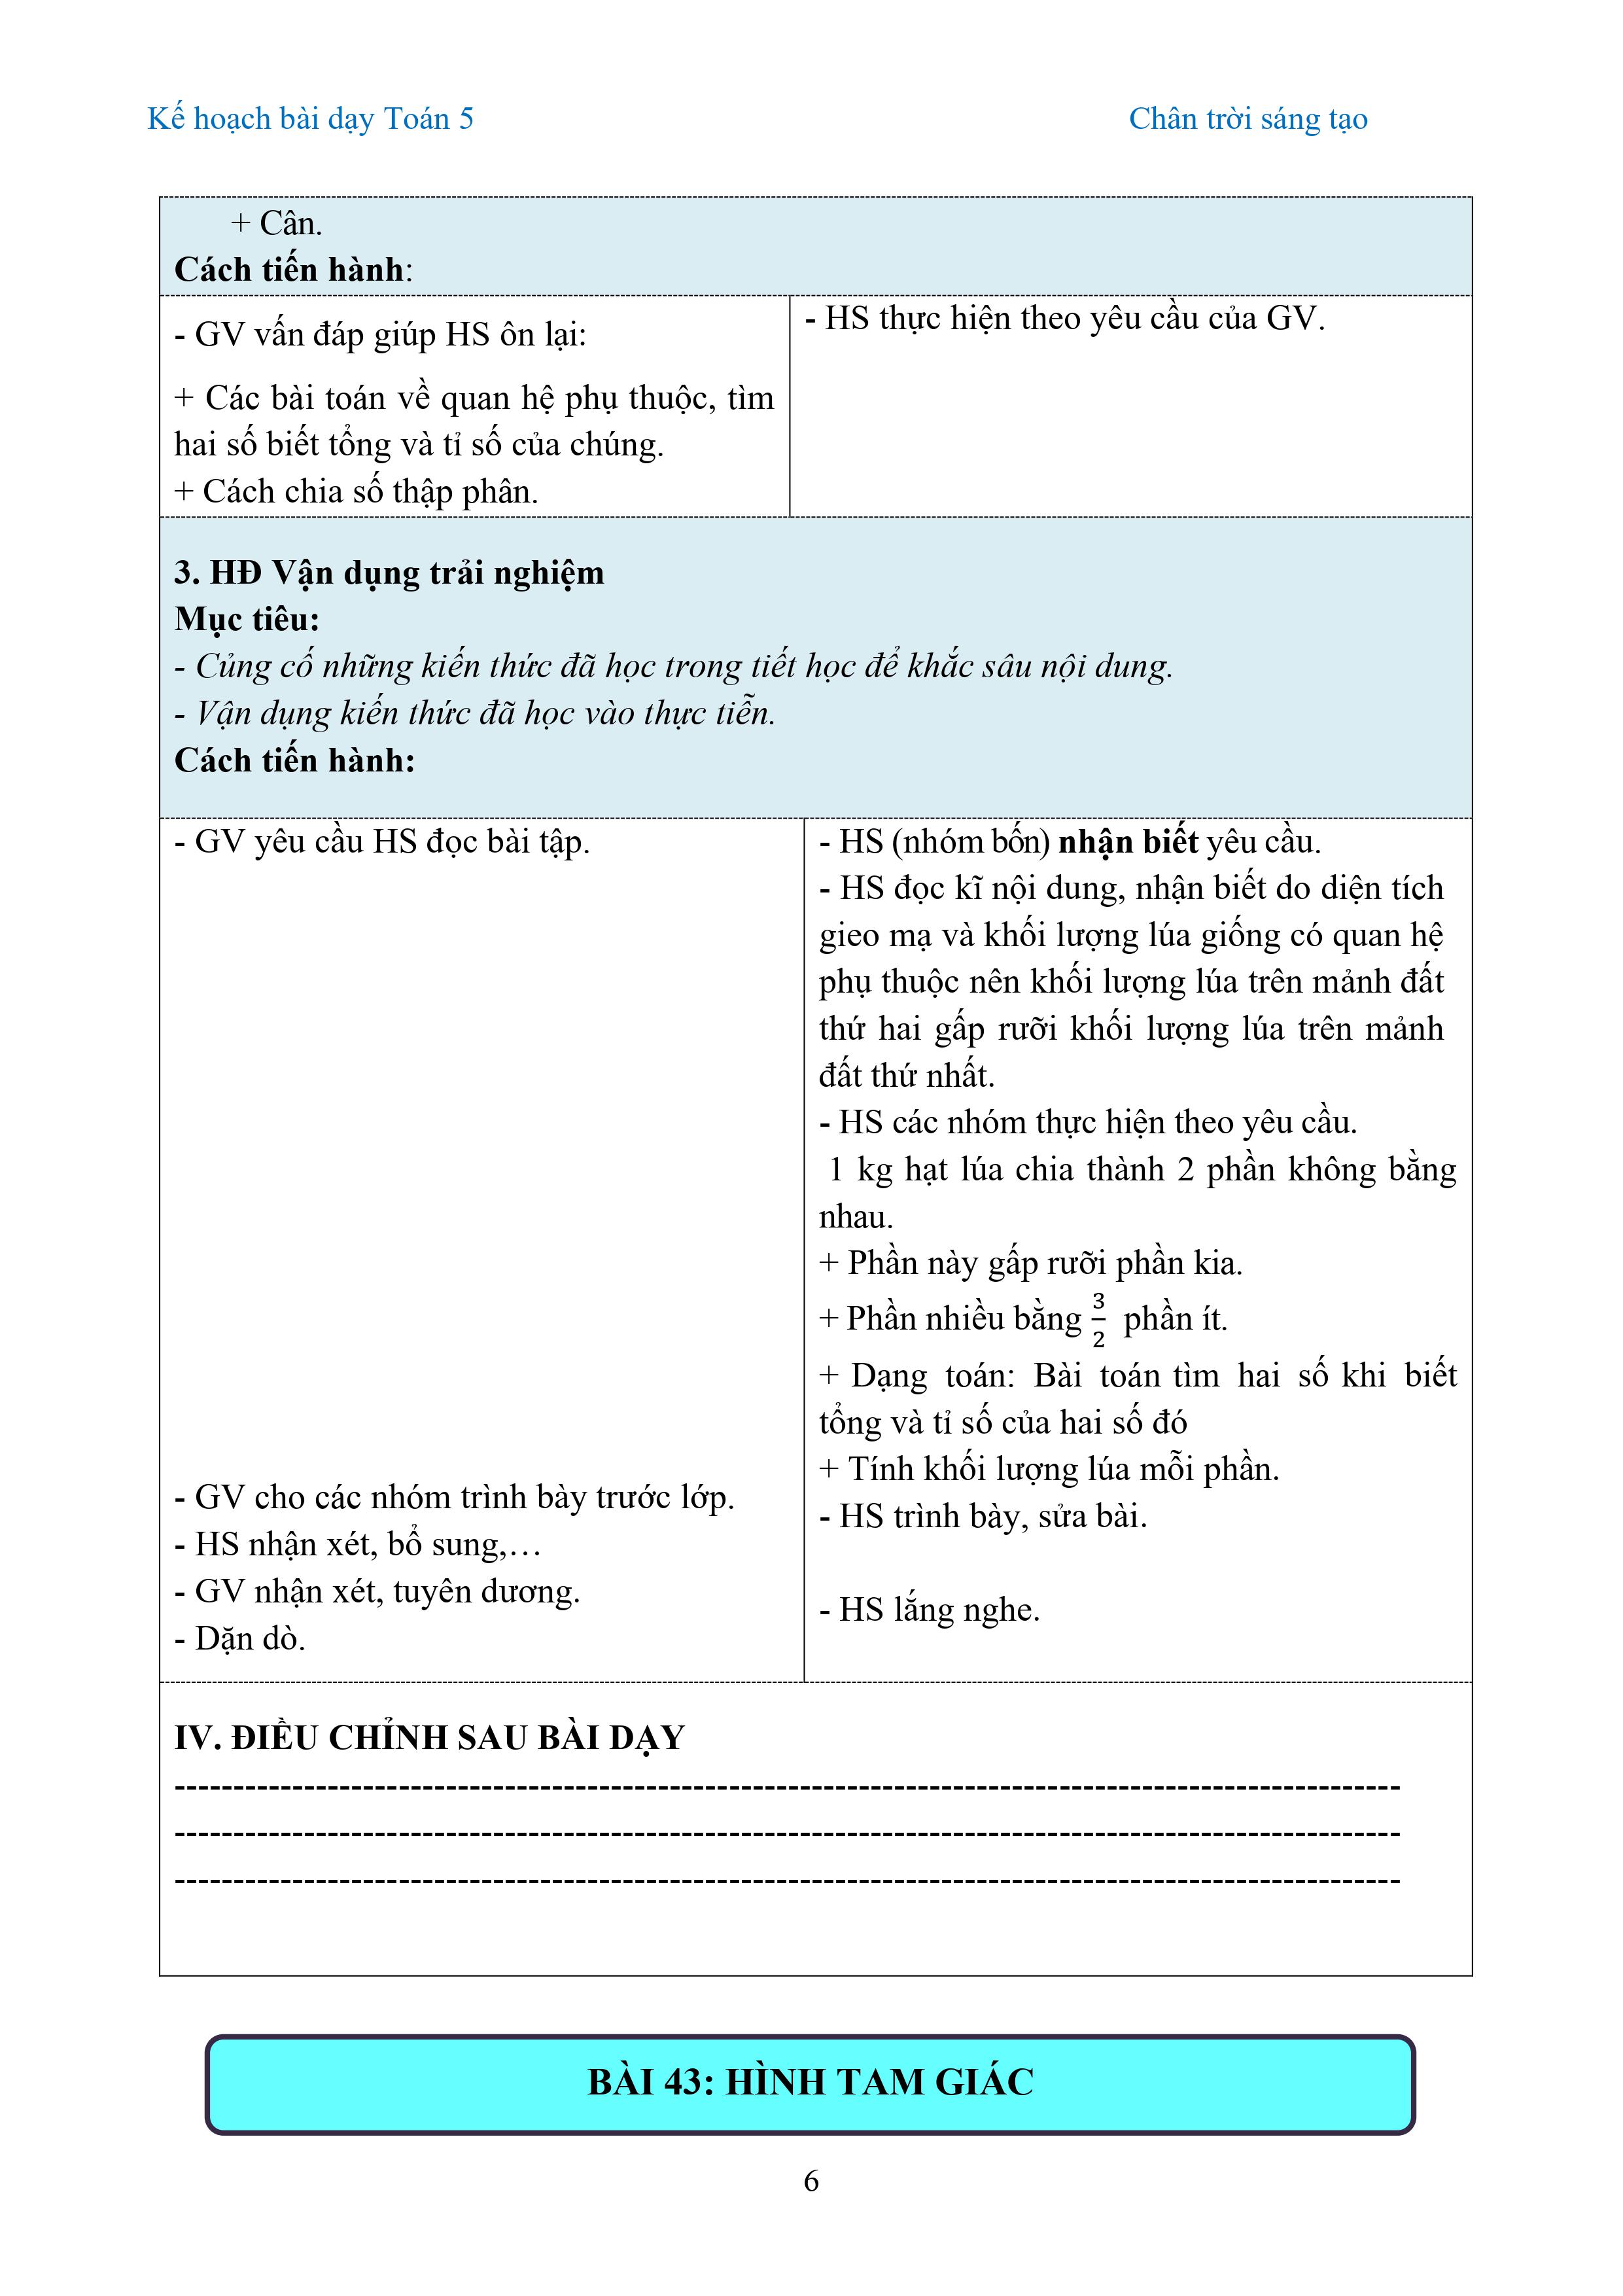 Kế hoạch bài dạy Toán 5 Chân trời sáng tạo
+ Cân.
Cách tiến hành:
- GV vấn đáp giúp HS ôn lại:
+ Các bài toán về quan hệ phụ thuộc, tìm
hai số biết tổng và tỉ số của chúng.
+ Cách chia số thập phân.
- HS thực hiện theo yêu cầu của GV.
3. HĐ Vận dụng trải nghiệm
Mục tiêu:
- Củng cố những kiến thức đã học trong tiết học để khắc sâu nội dung.
- Vận dụng kiến thức đã học vào thực tiễn.
Cách tiến hành:
- GV yêu cầu HS đọc bài tập.
- GV cho các nhóm trình bày trước lớp.
- HS nhận xét, bổ sung,…
- GV nhận xét, tuyên dương.
- Dặn dò.
- HS (nhóm bốn) nhận biết yêu cầu.
- HS đọc kĩ nội dung, nhận biết do diện tích
gieo mạ và khối lượng lúa giống có quan hệ
phụ thuộc nên khối lượng lúa trên mảnh đất
thứ hai gấp rưỡi khối lượng lúa trên mảnh
đất thứ nhất.
- HS các nhóm thực hiện theo yêu cầu.
1 kg hạt lúa chia thành 2 phần không bằng
nhau.
+ Phần này gấp rưỡi phần kia.
+ Phần nhiều bằng 3/2 phần ít.
+ Dạng toán: Bài toán tìm hai số khi biết
tổng và tỉ số của hai số đó
+ Tính khối lượng lúa mỗi phần.
- HS trình bày, sửa bài.
- HS lắng nghe.
IV. ĐIỀU CHỈNH SAU BÀI DẠY
BÀI 43: HÌNH TAM GIÁC
6